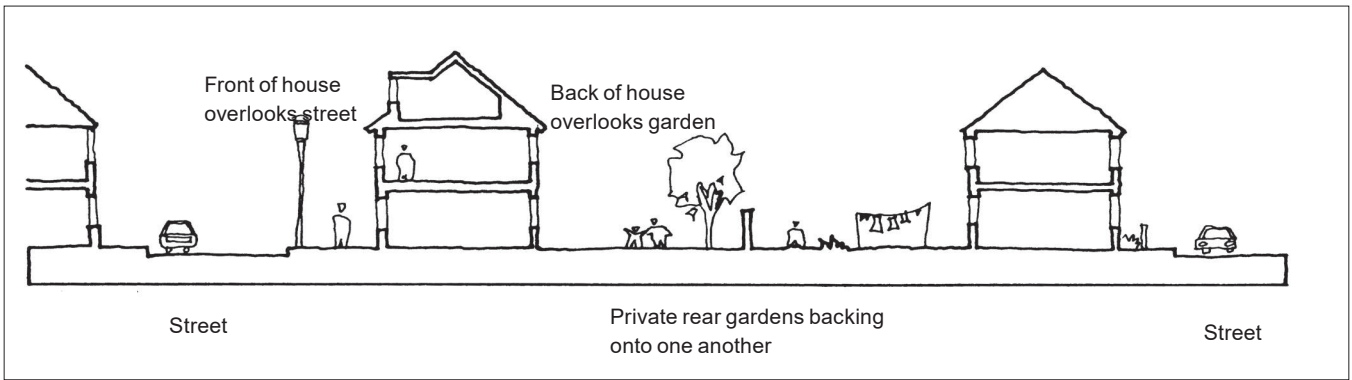 Front of house
overlooks street
Back of house
overlooks garden
Street
Private rear gardens backing
onto one another
Street